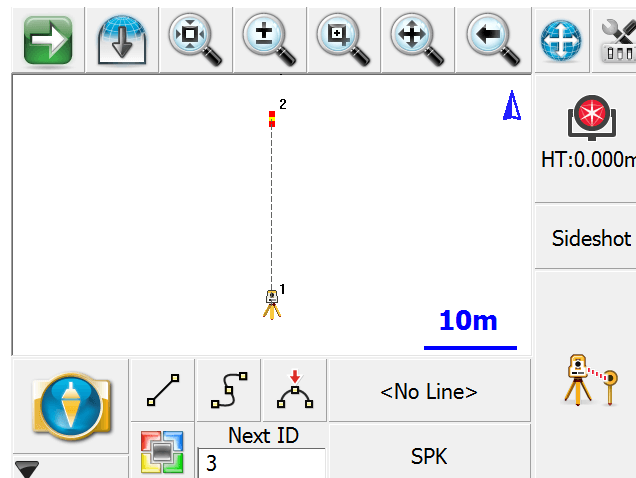 2
HT:0.000m
Sideshot
1
10m
<No Line>
Next ID
3
SPK